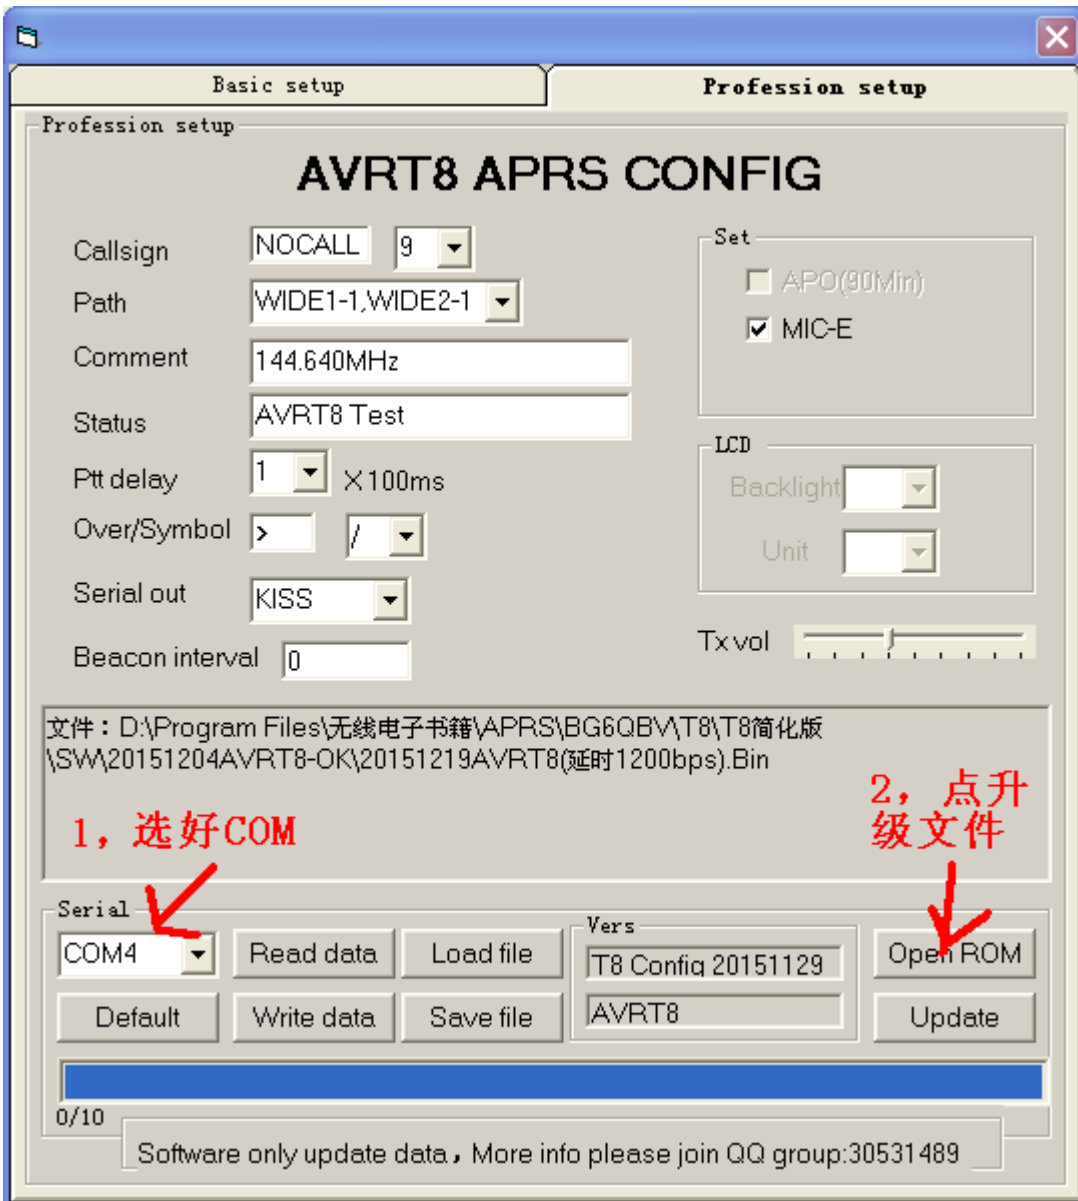 Basic setup
Profession setup
Profession setup
AVRT8 APRS CONFIG
Callsign
NOCALL
9
Path
WIDE1-1,WIDE2-1
Comment
144.640MHz
Status
AVRT8 Test
Ptt delay
1
×100ms
Over/Symbol
>
/
Serial out
KISS
Beacon interval
0
Set
APO(90Min)
MIC-E
LCD
Backlight
Unit
Tx vol
文件：D:\Program Files\无线电子书籍\APRS\BG6QBV\T8\T8简化版
\SW\20151204AVRT8-OK\20151219AVRT8(延时1200bps).Bin
1，选好COM
2，点升
级文件
Serial
COM4
Read data
Load file
Default
Write data
Save file
Vers
T8 Config 20151129
AVRT8
Open ROM
Update
0/10
Software only update data，More info please join QQ group:30531489